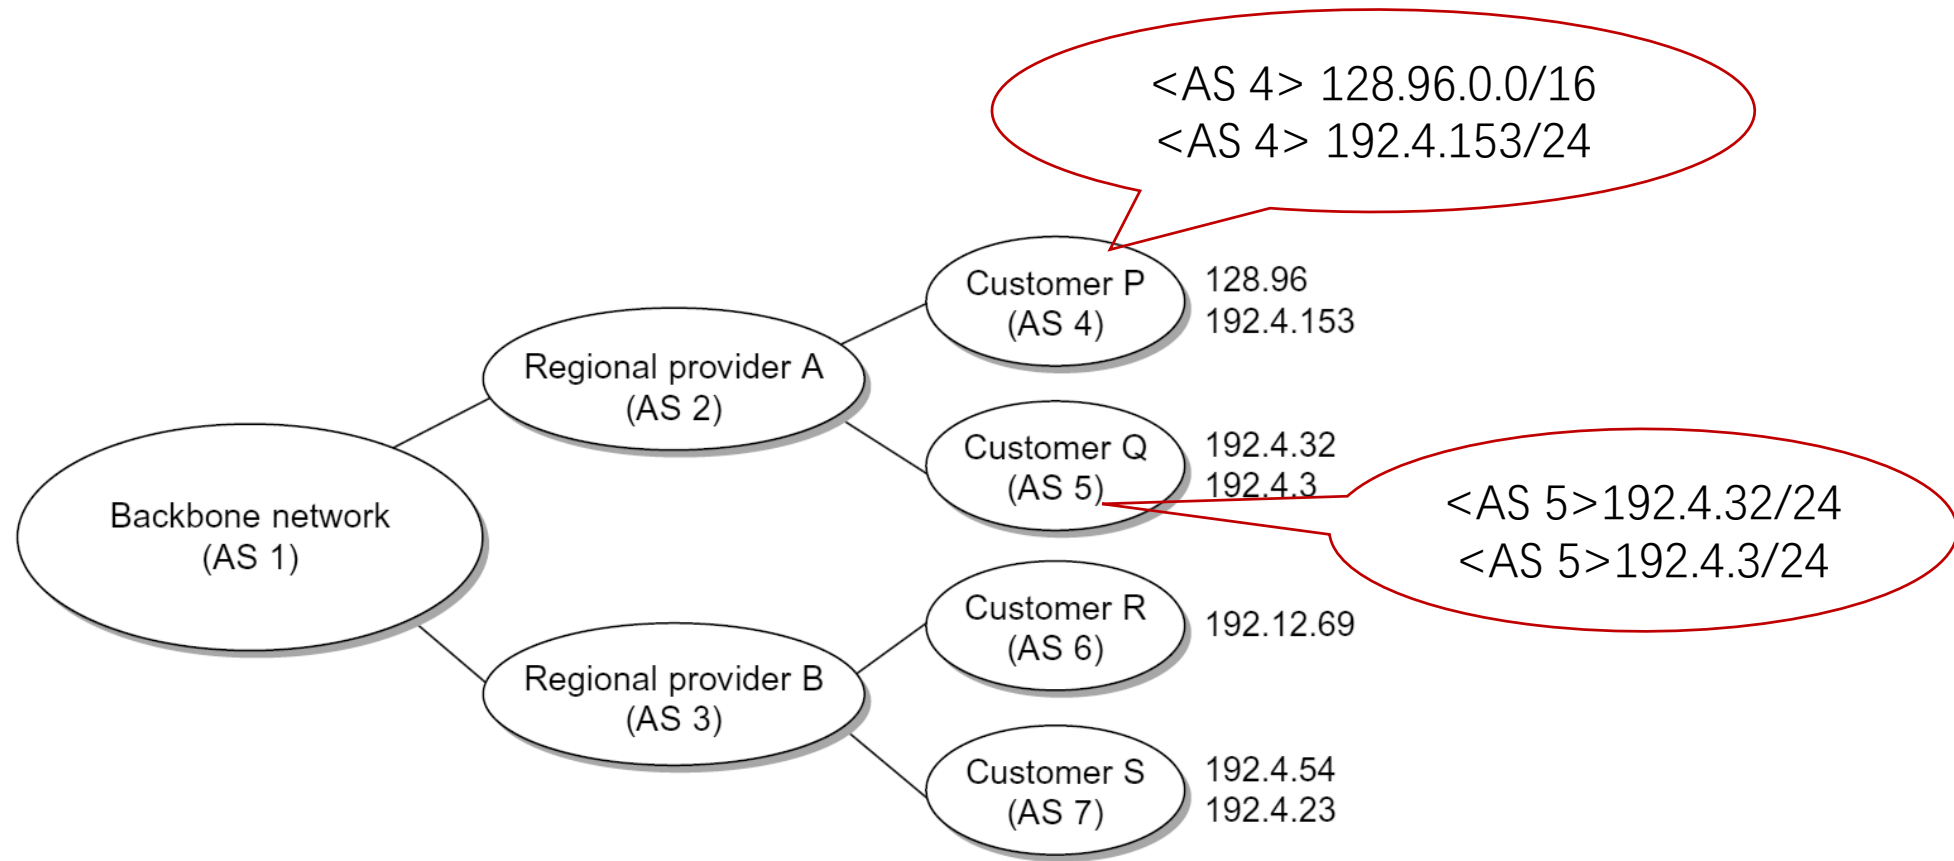 <AS 4> 128.96.0.0/16
<AS 4> 192.4.153/24
Customer P
(AS 4)
128.96
192.4.153
Regional provider A
(AS 2)
Customer Q
(AS 5)
192.4.32
192.4.3
<AS 5>192.4.32/24
<AS 5>192.4.3/24
Backbone network
(AS 1)
Customer R
(AS 6)
192.12.69
Regional provider B
(AS 3)
Customer S
(AS 7)
192.4.54
192.4.23